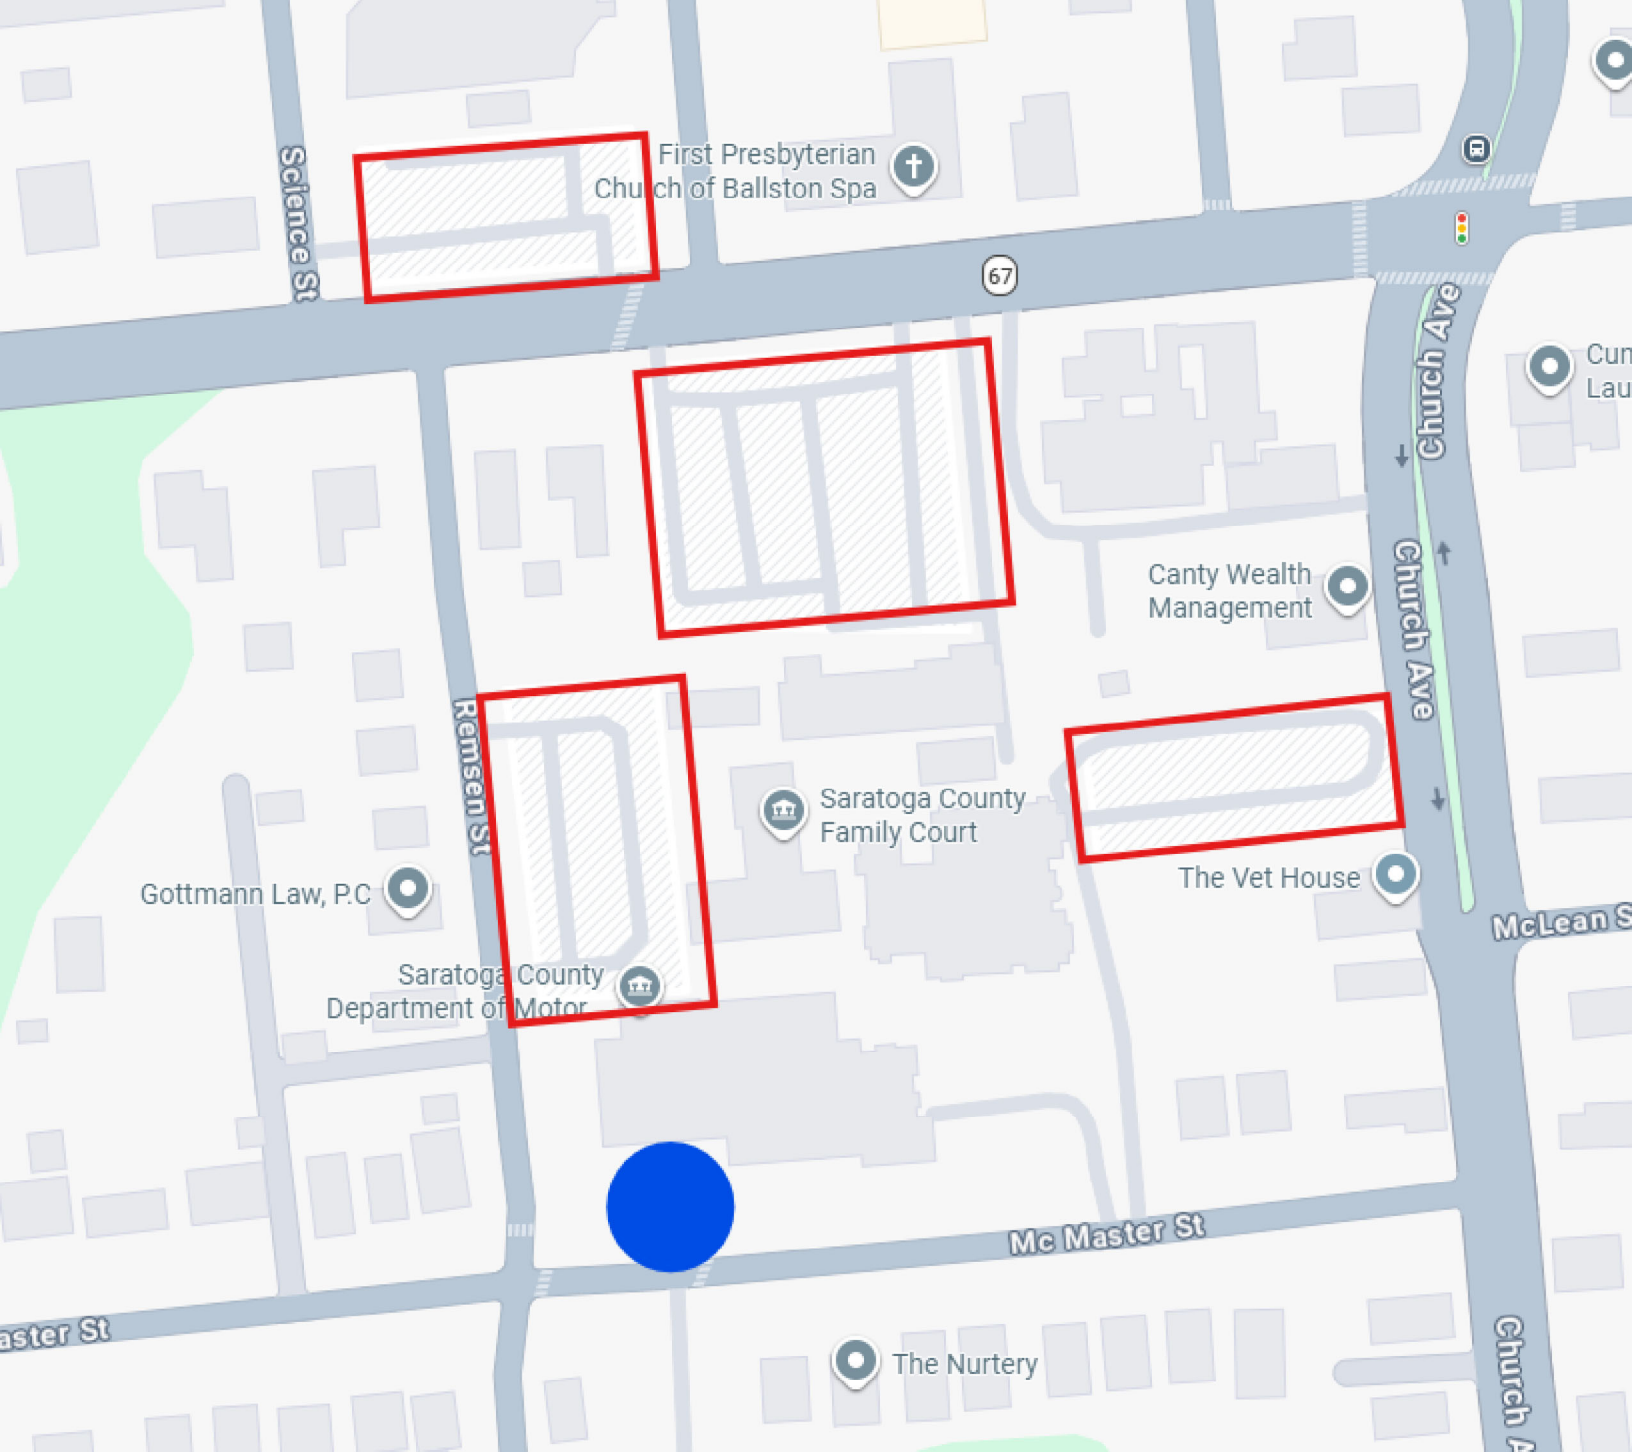 Science St
First Presbyterian
Church of Ballston Spa
67
Church Ave
Cun
Lau
Canty Wealth
Management
Church Ave
Remsen St
Saratoga County
Family Court
The Vet House
Gottmann Law, P.C
McLean S
Saratoga County
Department of Motor
Mc Master St
aster St
The Nurtery
Church A